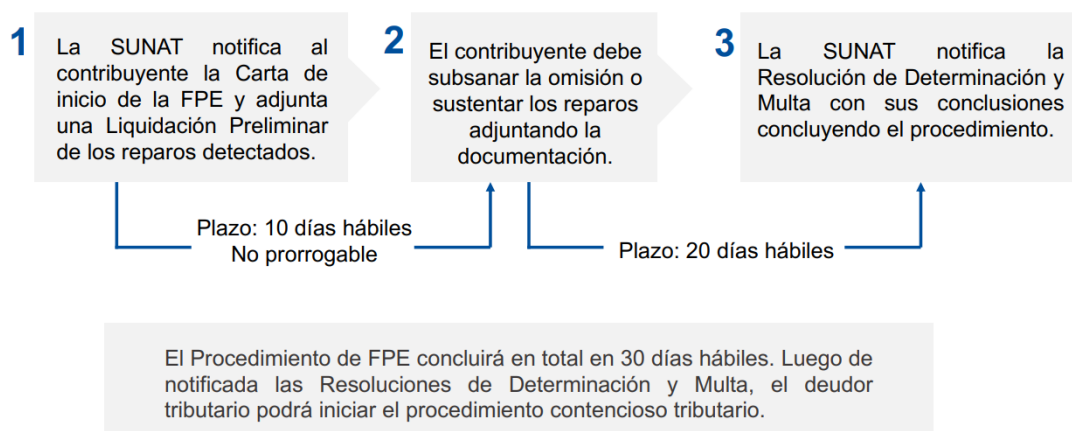 1
La SUNAT notifica al
contribuyente la Carta de
inicio de la FPE y adjunta
una Liquidación Preliminar
de los reparos detectados.
2
El contribuyente debe
subsanar la omisión o
sustentar los reparos
adjuntando la
documentación.
3
La SUNAT notifica la
Resolución de Determinación y
Multa con sus conclusiones
concluyendo el procedimiento.
Plazo: 10 días hábiles
No prorrogable
Plazo: 20 días hábiles
El Procedimiento de FPE concluirá en total en 30 días hábiles. Luego de
notificada las Resoluciones de Determinación y Multa, el deudor
tributario podrá iniciar el procedimiento contencioso tributario.